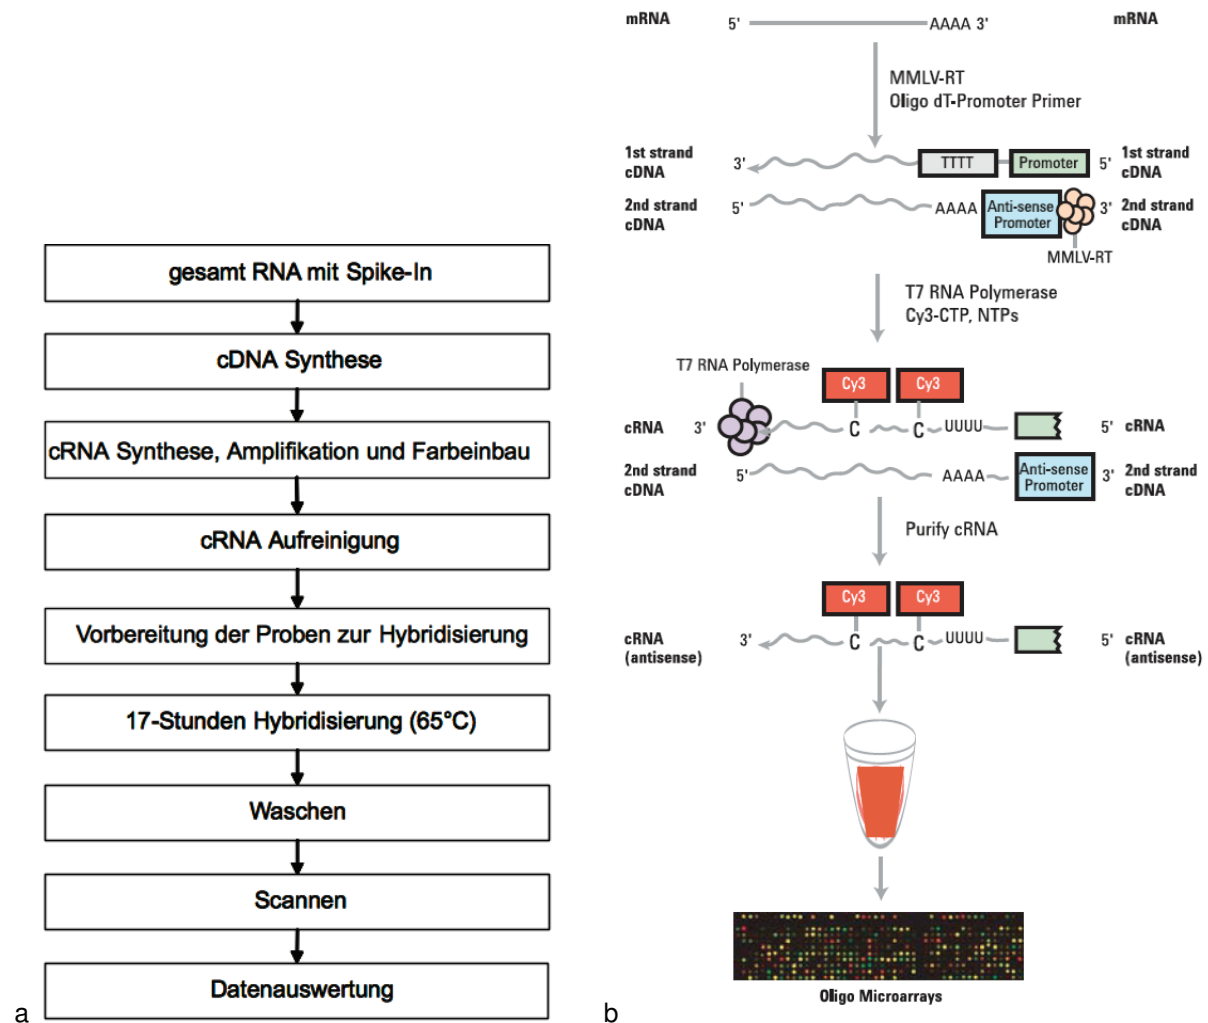 gesamt RNA mit Spike-In
cDNA Synthese
cRNA Synthese, Amplifikation und Farbeinbau
cRNA Aufreinigung
Vorbereitung der Proben zur Hybridisierung
17-Stunden Hybridisierung (65°C)
Waschen
Scannen
Datenauswertung
a
mRNA 5' AAAA 3' mRNA
MMLV-RT
Oligo dT-Promoter Primer
1st strand
cDNA
3' TTTT Promoter 5'
1st strand
cDNA
2nd strand
cDNA
5' AAAA
Anti-sense
Promoter
3'
2nd strand
cDNA
MMLV-RT
T7 RNA Polymerase
Cy3-CTP, NTPs
T7 RNA Polymerase
Cy3 Cy3
cRNA 3' C C UUUU 5' cRNA
2nd strand
cDNA
5' AAAA
Anti-sense
Promoter
3'
2nd strand
cDNA
Purify cRNA
Cy3 Cy3
cRNA
(antisense)
3' C C UUUU 5'
cRNA
(antisense)
Oligo Microarrays
b